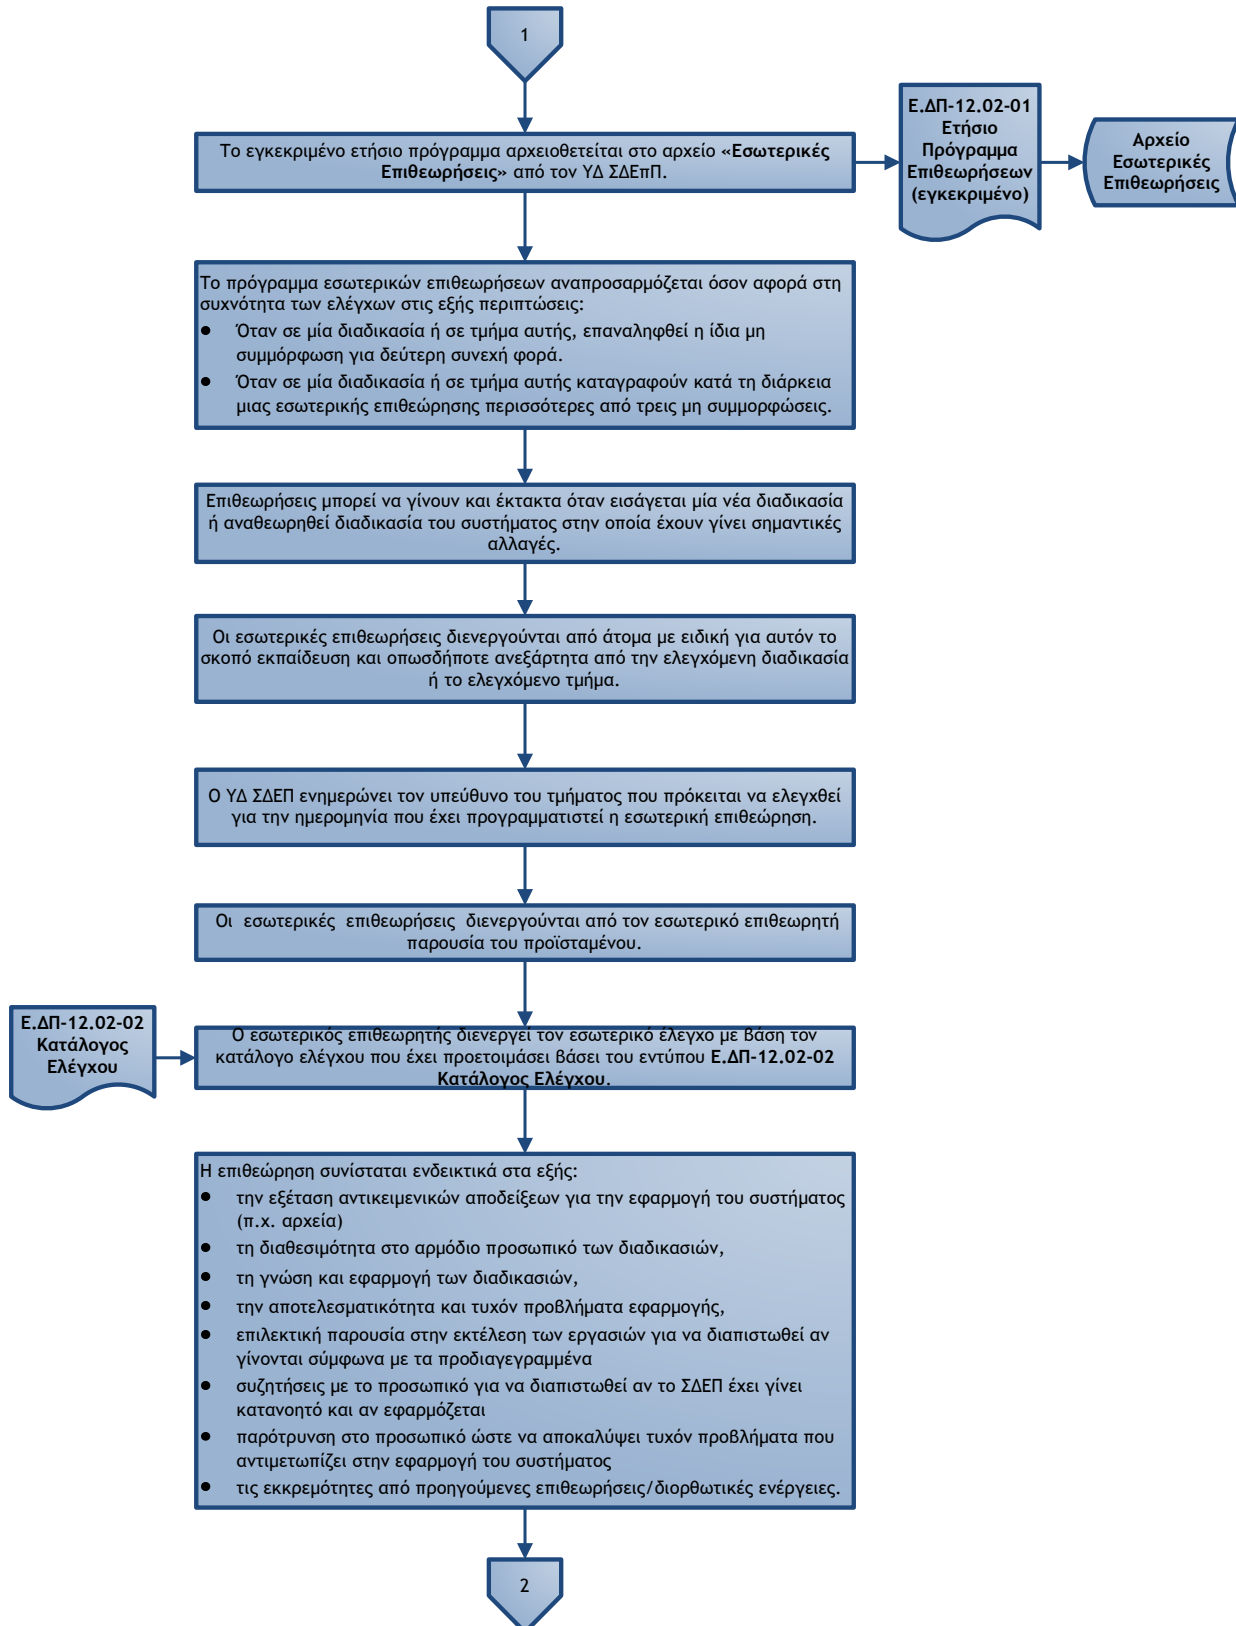 1
Το εγκεκριμένο ετήσιο πρόγραμμα αρχειοθετείται στο αρχείο «Εσωτερικές
Επιθεωρήσεις» από τον ΥΔ ΣΔΕπΠ.
Ε.ΔΠ-12.02-01
Ετήσιο
Πρόγραμμα
Επιθεωρήσεων
(εγκεκριμένο)
Αρχείο
Εσωτερικές
Επιθεωρήσεις
Το πρόγραμμα εσωτερικών επιθεωρήσεων αναπροσαρμόζεται όσον αφορά στη
συχνότητα των ελέγχων στις εξής περιπτώσεις:
● Όταν σε μία διαδικασία ή σε τμήμα αυτής, επαναληφθεί η ίδια μη
συμμόρφωση για δεύτερη συνεχή φορά.
● Όταν σε μία διαδικασία ή σε τμήμα αυτής καταγραφούν κατά τη διάρκεια
μιας εσωτερικής επιθεώρησης περισσότερες από τρεις μη συμμορφώσεις.
Επιθεωρήσεις μπορεί να γίνουν και έκτακτα όταν εισάγεται μία νέα διαδικασία
ή αναθεωρηθεί διαδικασία του συστήματος στην οποία έχουν γίνει σημαντικές
αλλαγές.
Οι εσωτερικές επιθεωρήσεις διενεργούνται από άτομα με ειδική για αυτόν το
σκοπό εκπαίδευση και οπωσδήποτε ανεξάρτητα από την ελεγχόμενη διαδικασία
ή το ελεγχόμενο τμήμα.
Ο ΥΔ ΣΔΕΠ ενημερώνει τον υπεύθυνο του τμήματος που πρόκειται να ελεγχθεί
για την ημερομηνία που έχει προγραμματιστεί η εσωτερική επιθεώρηση.
Οι εσωτερικές επιθεωρήσεις διενεργούνται από τον εσωτερικό επιθεωρητή
παρουσία του προϊσταμένου.
Ε.ΔΠ-12.02-02
Κατάλογος
Ελέγχου
Ο εσωτερικός επιθεωρητής διενεργεί τον εσωτερικό έλεγχο με βάση τον
κατάλογο ελέγχου που έχει προετοιμάσει βάσει του εντύπου Ε.ΔΠ-12.02-02
Κατάλογος Ελέγχου.
Η επιθεώρηση συνίσταται ενδεικτικά στα εξής:
● την εξέταση αντικειμενικών αποδείξεων για την εφαρμογή του συστήματος
(π.χ. αρχεία)
● τη διαθεσιμότητα στο αρμόδιο προσωπικό των διαδικασιών,
● τη γνώση και εφαρμογή των διαδικασιών,
● την αποτελεσματικότητα και τυχόν προβλήματα εφαρμογής,
● επιλεκτική παρουσία στην εκτέλεση των εργασιών για να διαπιστωθεί αν
γίνονται σύμφωνα με τα προδιαγεγραμμένα
● συζητήσεις με το προσωπικό για να διαπιστωθεί αν το ΣΔΕΠ έχει γίνει
κατανοητό και αν εφαρμόζεται
● παρότρυνση στο προσωπικό ώστε να αποκαλύψει τυχόν προβλήματα που
αντιμετωπίζει στην εφαρμογή του συστήματος
● τις εκκρεμότητες από προηγούμενες επιθεωρήσεις/διορθωτικές ενέργειες.
2